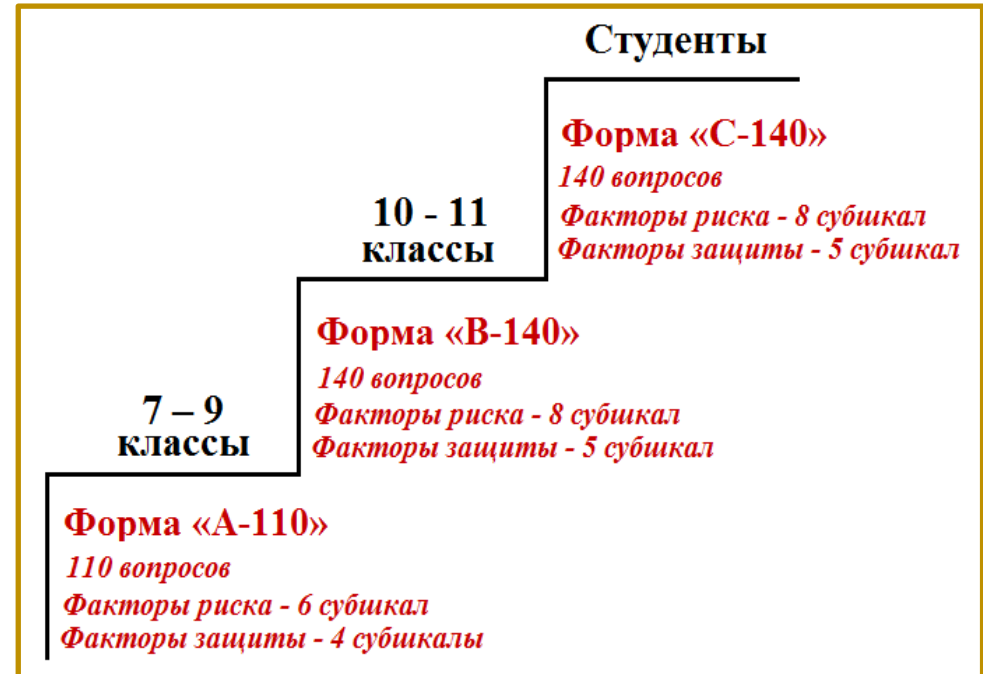 Студенты
Форма «С-140»
140 вопросов
Факторы риска - 8 субшкал
Факторы защиты - 5 субшкал
10 - 11
классы
Форма «В-140»
140 вопросов
Факторы риска - 8 субшкал
Факторы защиты - 5 субшкал
7 – 9
классы
Форма «А-110»
110 вопросов
Факторы риска - 6 субшкал
Факторы защиты - 4 субшкалы